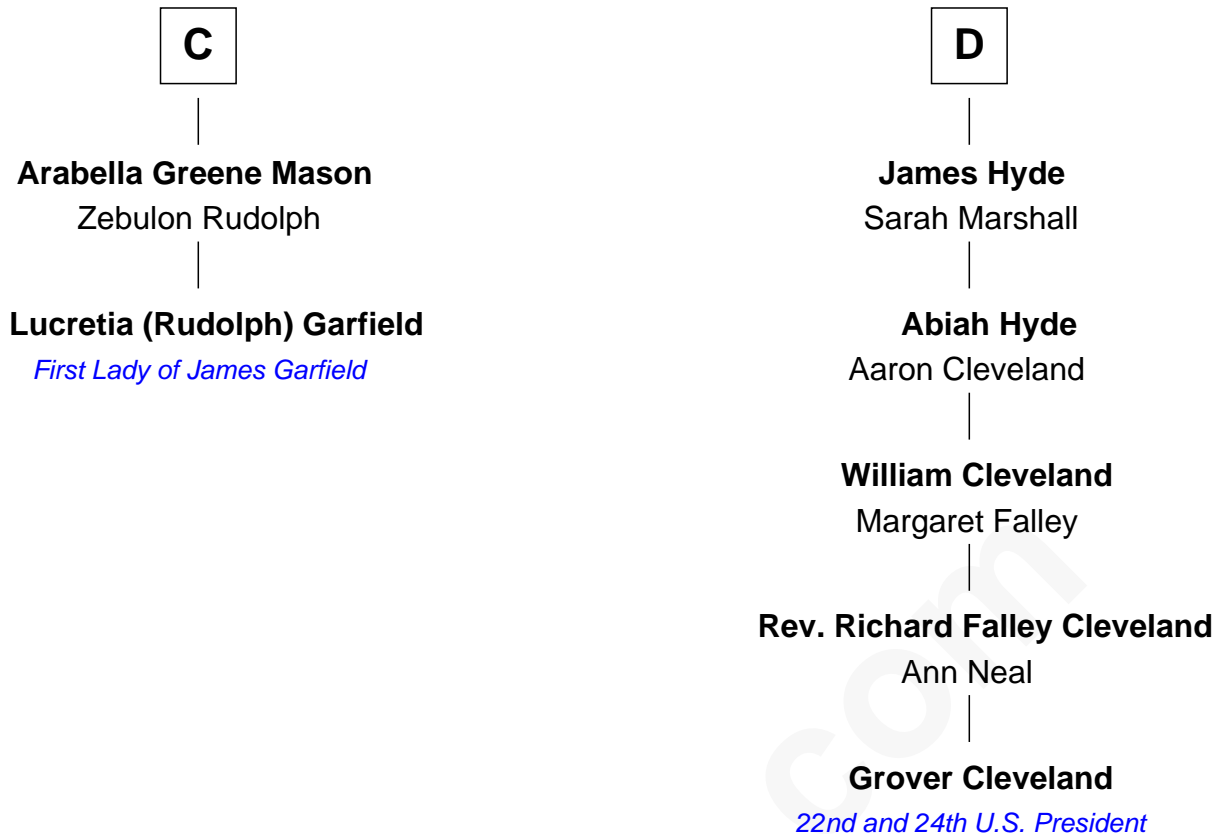 C
Arabella Greene Mason
Zebulon Rudolph
Lucretia (Rudolph) Garfield
First Lady of James Garfield
D
James Hyde
Sarah Marshall
Abiah Hyde
Aaron Cleveland
William Cleveland
Margaret Falley
Rev. Richard Falley Cleveland
Ann Neal
Grover Cleveland
22nd and 24th U.S. President
com